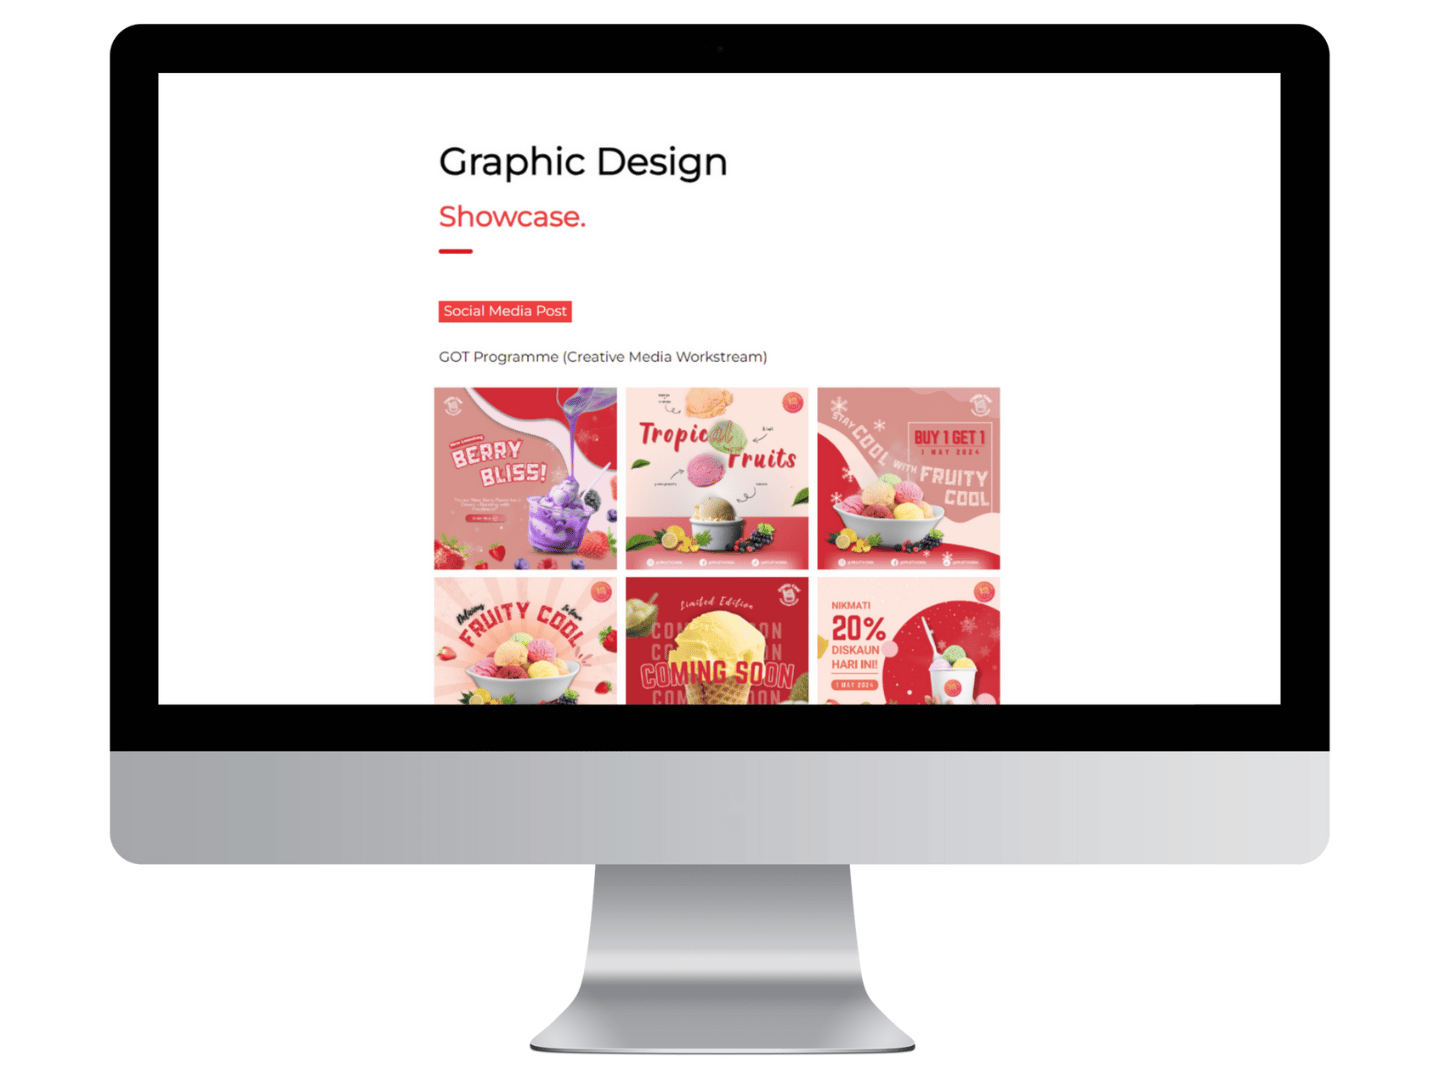 Graphic Design
Showcase.
Social Media Post
GOT Programme (Creative Media Workstream)
BERRY
BLISS!
Tropical
Fruits
STAY
COOL
WITH FRUITY
COOL
BUY 1 GET 1
1 MAY 2024
Delicious
FRUITY COOL
Limited Edition
COMING SOON
NIKMATI
20%
DISKAUN
HARI INI!
1 MAY 2024